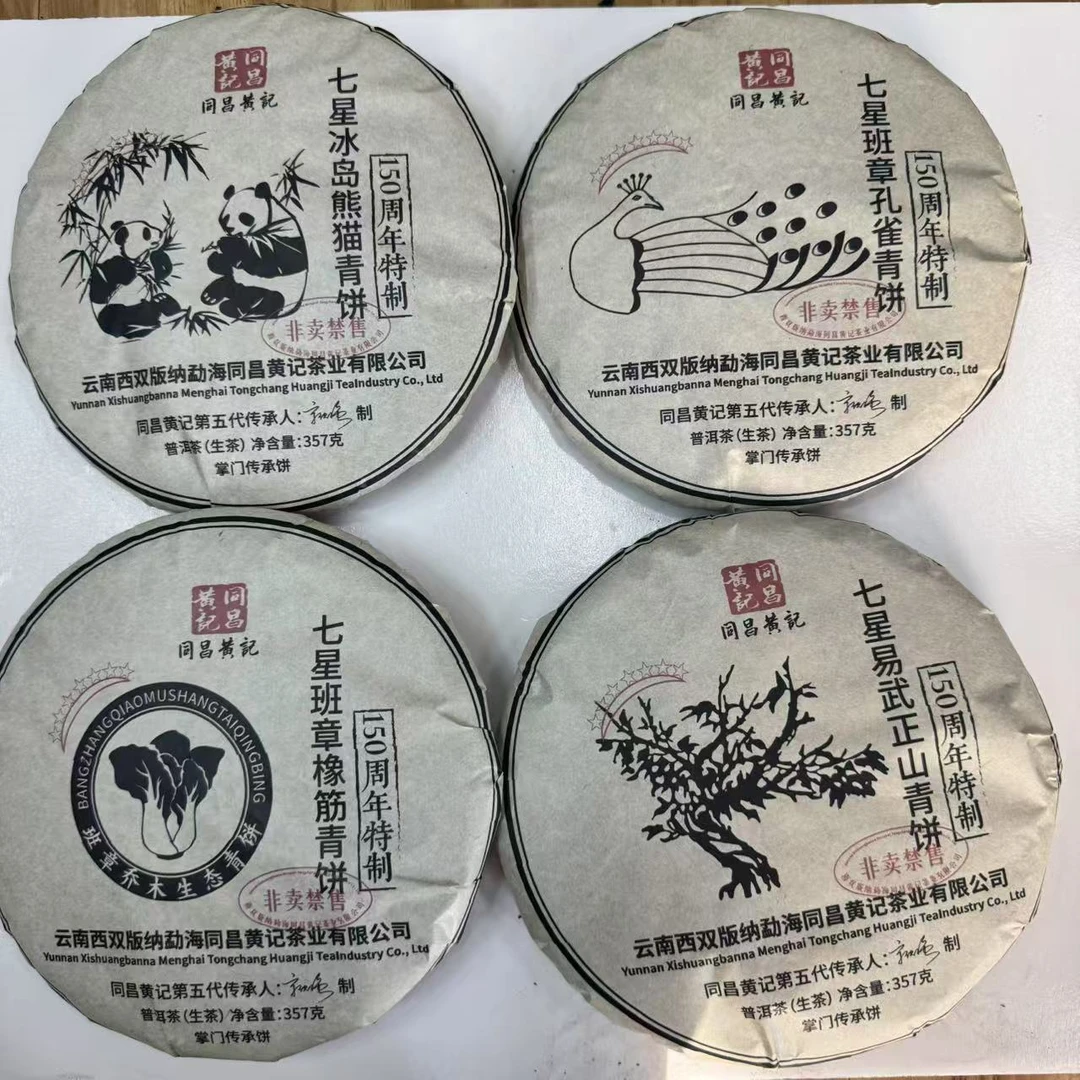 同昌
黄記
同昌黄記
七星冰岛熊猫青饼
150周年特制
非卖禁售
云南西双版纳勐海同昌黄记茶业有限公司
Yunnan Xishuangbanna Menghai Tongchang Huangji TeaIndustry Co., Ltd
同昌黄记第五代传承人:
制
普洱茶(生茶) 净含量:357克
掌门传承饼
同昌
黄記
同昌黄記
七星班章孔雀青饼
150周年特制
非卖禁售
云南西双版纳勐海同昌黄记茶业有限公司
Yunnan Xishuangbanna Menghai Tongchang Huangji TeaIndustry Co., Ltd
同昌黄记第五代传承人:
制
普洱茶(生茶) 净含量:357克
掌门传承饼
同昌
黄記
同昌黄記
七星班章橡筋青饼
150周年特制
BANGZHANGQIAOMUSHANGTAIQINGBING
班章乔木生态青饼
非卖禁售
云南西双版纳勐海同昌黄记茶业有限公司
Yunnan Xishuangbanna Menghai Tongchang Huangji TeaIndustry Co., Ltd
同昌黄记第五代传承人:
制
普洱茶(生茶) 净含量:357克
掌门传承饼
同昌
黄記
同昌黄記
七星易武正山青饼
150周年特制
非卖禁售
云南西双版纳勐海同昌黄记茶业有限公司
Yunnan Xishuangbanna Menghai Tongchang Huangji TeaIndustry Co., Ltd
同昌黄记第五代传承人:
制
普洱茶(生茶) 净含量:357克
掌门传承饼